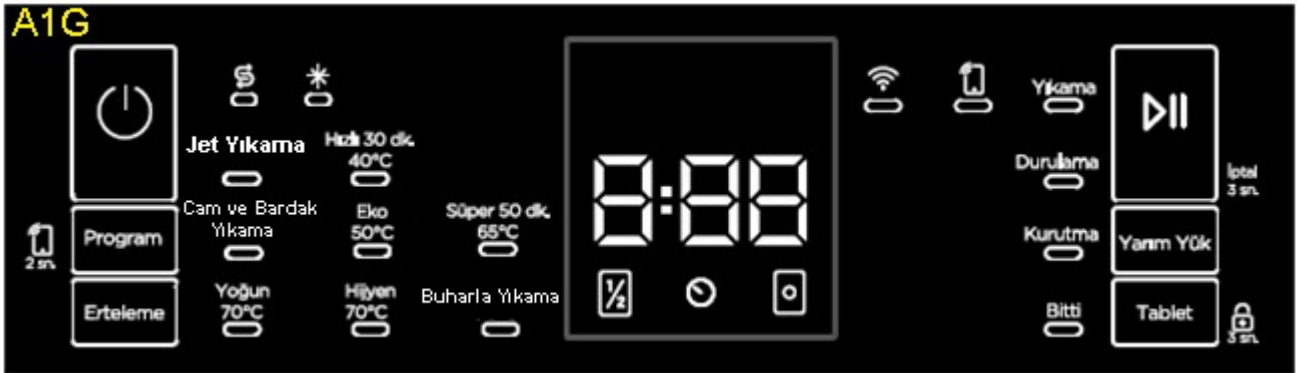 A1G
Jet Yıkama
Hızlı 30 dk.
40°C
Cam ve Bardak
Yıkama
Eko
50°C
Süper 50 dk.
65°C
Yoğun
70°C
Hijyen
70°C
Buharla Yıkama
Program
2 sn.
Erteleme
8:88
1/2
Yıkama
Durulama
Kurutma
Bitti
İptal
3 sn.
Yarım Yük
Tablet
3 sn.